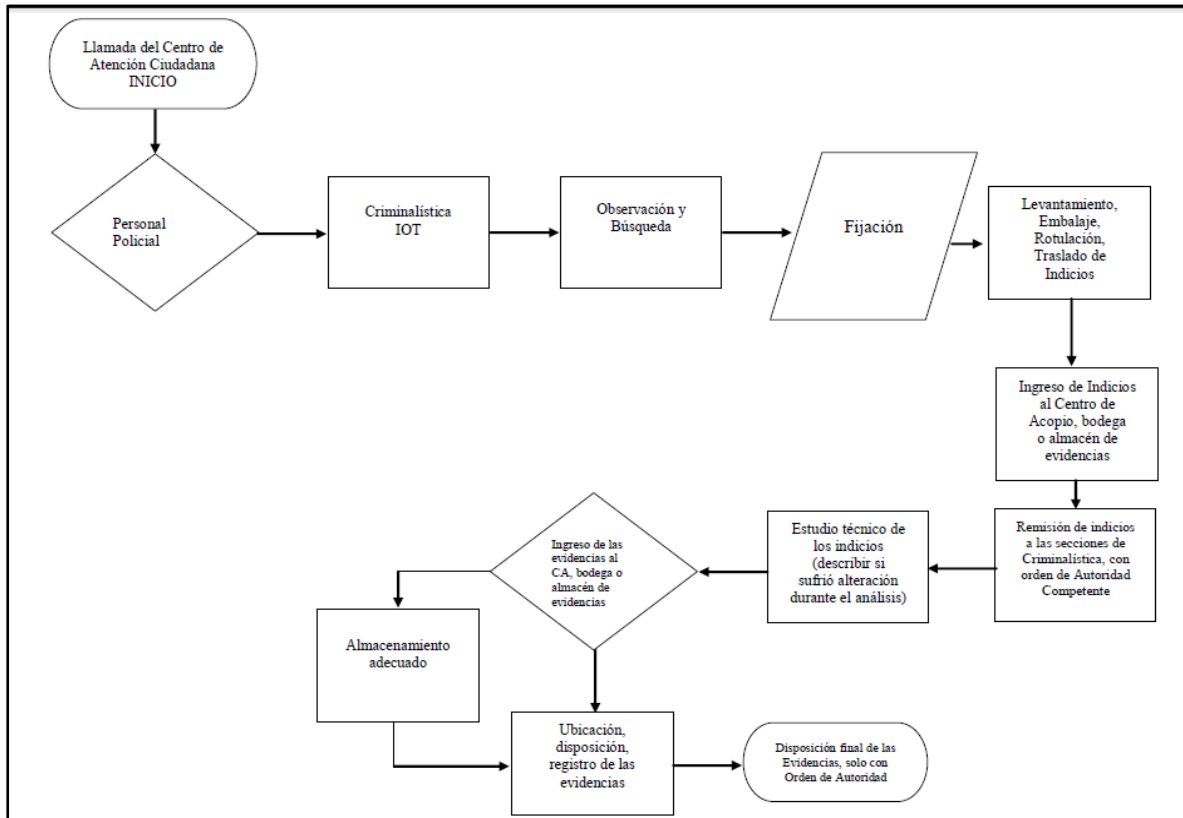 Llamada del Centro de
Atención Ciudadana
INICIO
Personal
Policial
Criminalística
IOT
Observación y
Búsqueda
Fijación
Levantamiento,
Embalaje,
Rotulación,
Traslado de
Indicios
Ingreso de Indicios
al Centro de
Acopio, bodega
o almacén de
evidencias
Remisión de indicios
a las secciones de
Criminalística, con
orden de Autoridad
Competente
Estudio técnico de
los indicios
(describir si
sufrió alteración
durante el análisis)
Ingreso de las
evidencias al
CA, bodega o
almacén de
evidencias
Almacenamiento
adecuado
Ubicación,
disposición,
registro de las
evidencias
Disposición final de las
Evidencias, solo con
Orden de Autoridad